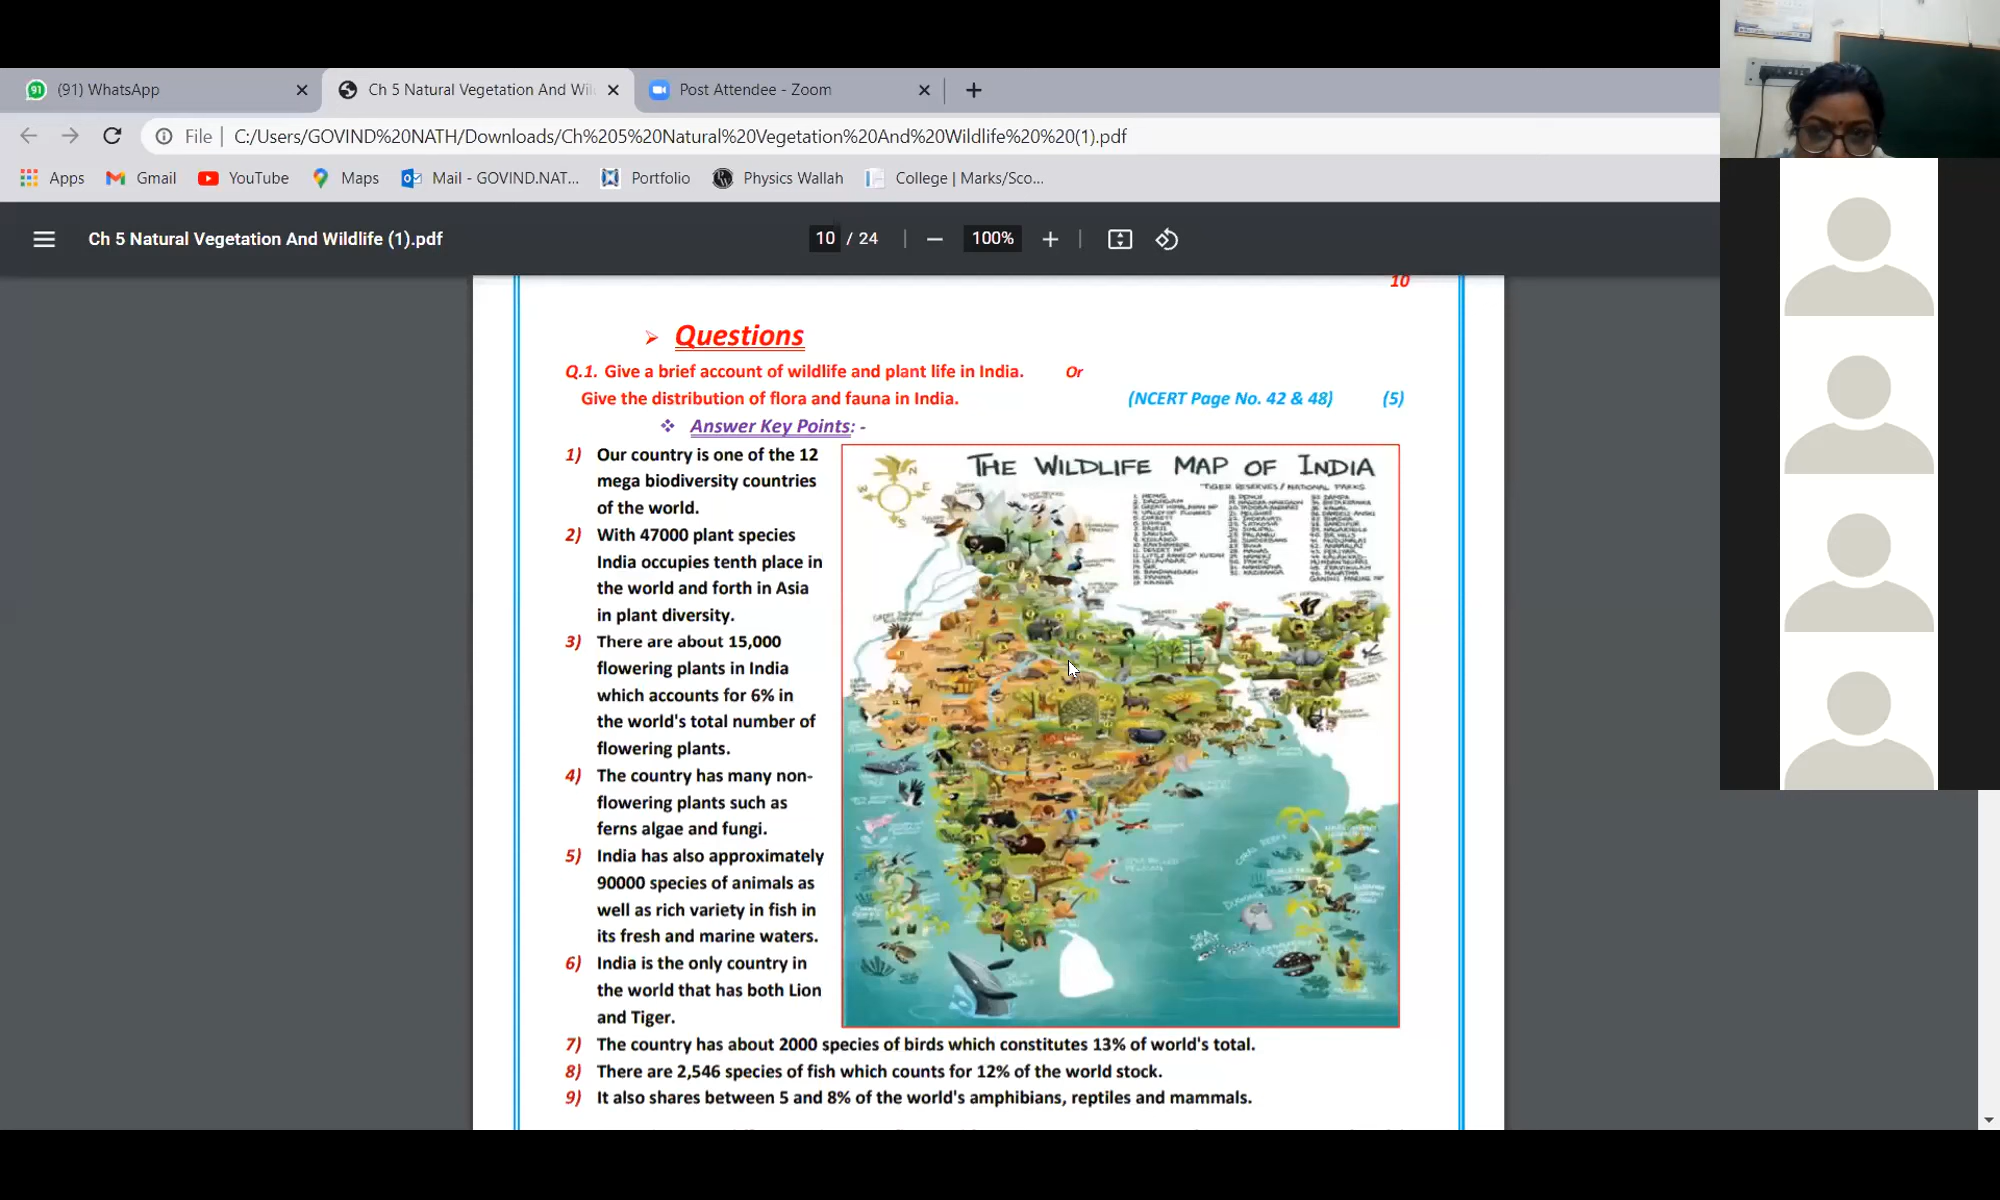 (91) WhatsApp
Ch 5 Natural Vegetation And Wil
Post Attendee - Zoom
File
C:/Users/GOVIND%20NATH/Downloads/Ch%205%20Natural%20Vegetation%20And%20Wildlife%20%20(1).pdf
Apps
Gmail
YouTube
Maps
Mail - GOVIND.NAT...
Portfolio
Physics Wallah
College | Marks/Sco...
Ch 5 Natural Vegetation And Wildlife (1).pdf
10 / 24
100%
10
Questions
Q.1. Give a brief account of wildlife and plant life in India. Or
Give the distribution of flora and fauna in India. (NCERT Page No. 42 & 48) (5)
Answer Key Points: -
1) Our country is one of the 12
mega biodiversity countries
of the world.
2) With 47000 plant species
India occupies tenth place in
the world and forth in Asia
in plant diversity.
3) There are about 15,000
flowering plants in India
which accounts for 6% in
the world's total number of
flowering plants.
4) The country has many non-
flowering plants such as
ferns algae and fungi.
5) India has also approximately
90000 species of animals as
well as rich variety in fish in
its fresh and marine waters.
6) India is the only country in
the world that has both Lion
and Tiger.
THE WILDLIFE MAP OF INDIA
TIGER RESERVES / NATIONAL PARKS
N
W E
S
SEA KRAIT
7) The country has about 2000 species of birds which constitutes 13% of world's total.
8) There are 2,546 species of fish which counts for 12% of the world stock.
9) It also shares between 5 and 8% of the world's amphibians, reptiles and mammals.